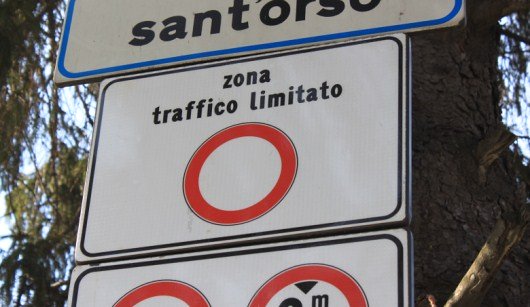 sant'orso
zona
traffico limitato
m